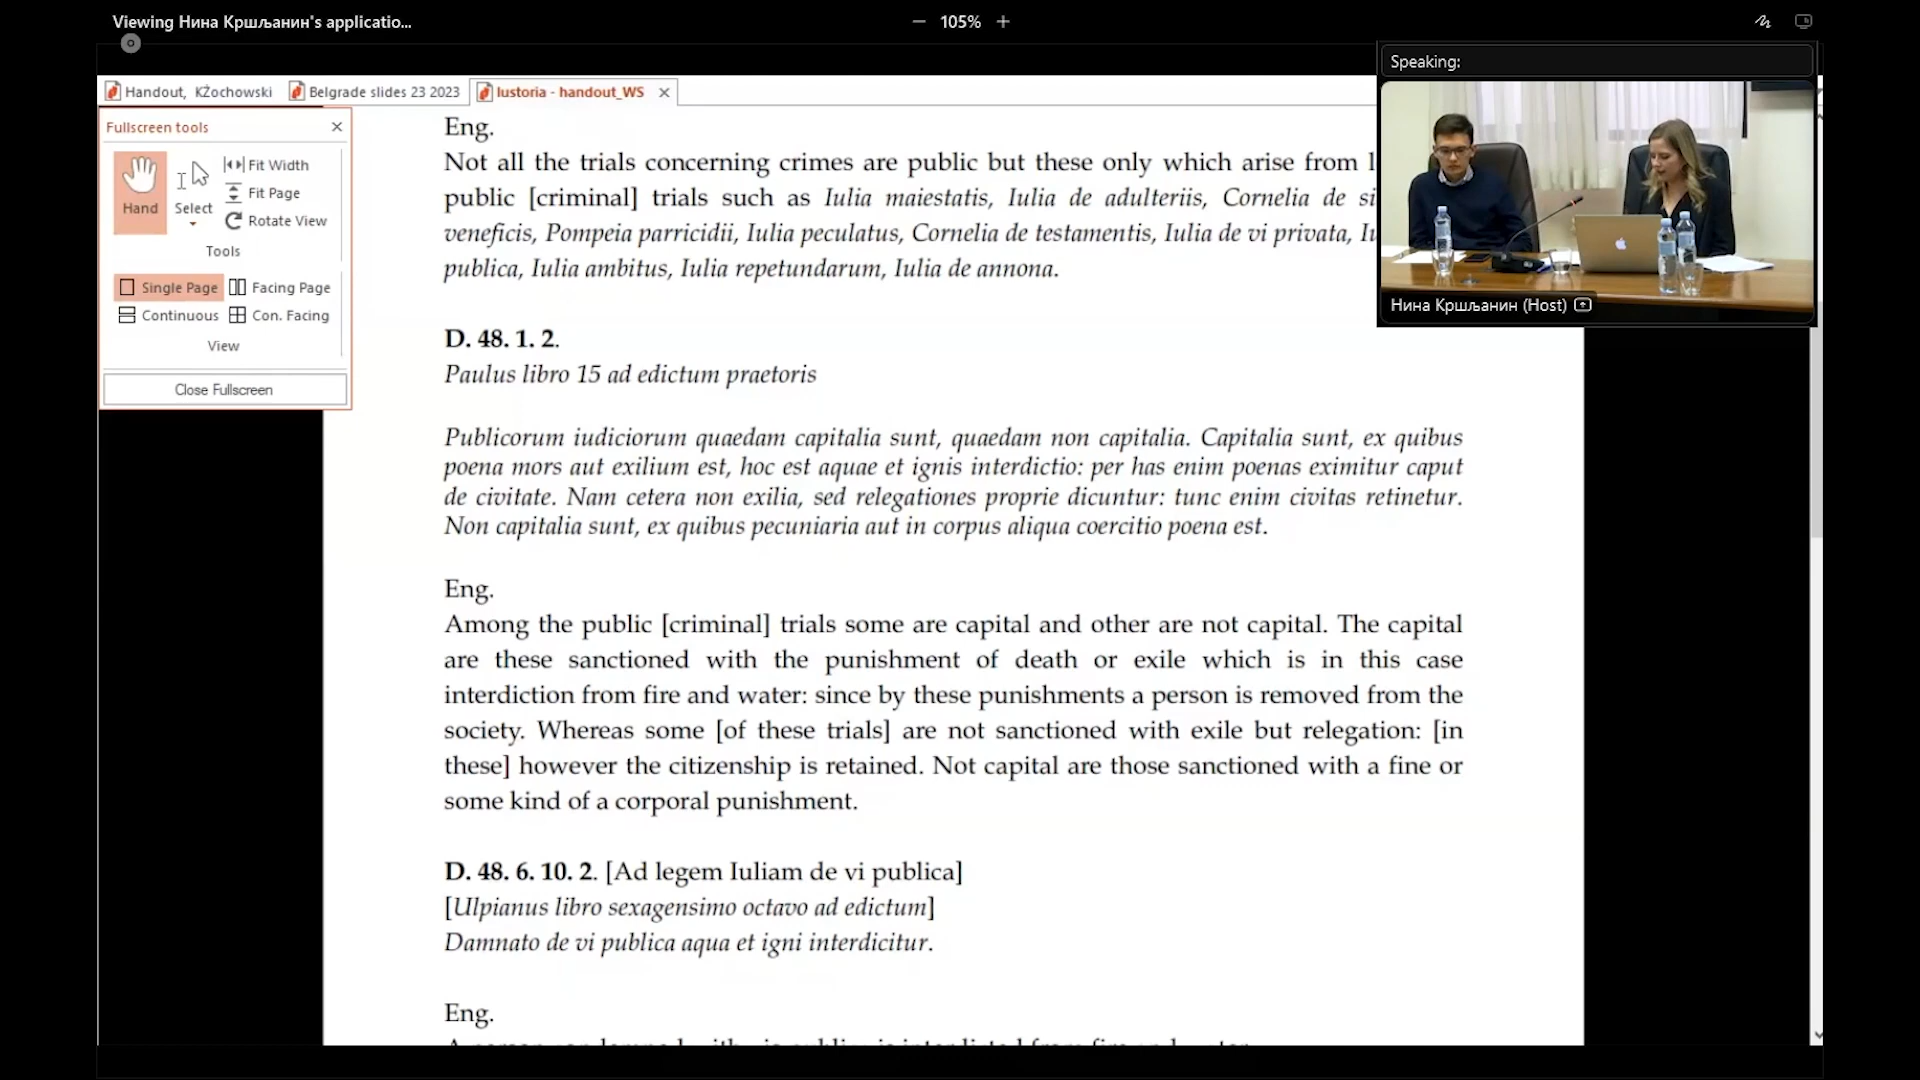 Viewing Нина Кршљанин's applicatio...
105%
Speaking:
Handout, KŻochowski
Belgrade slides 23 2023
Iustoria - handout_WS
Fullscreen tools
Hand
Select
Fit Width
Fit Page
Rotate View
Tools
Single Page
Facing Page
Continuous
Con. Facing
View
Close Fullscreen
Нина Кршљанин (Host)
Eng.
Not all the trials concerning crimes are public but these only which arise from
public [criminal] trials such as Iulia maiestatis, Iulia de adulteriis, Cornelia de
veneficis, Pompeia parricidii, Iulia peculatus, Cornelia de testamentis, Iulia de vi privata,
publica, Iulia ambitus, Iulia repetundarum, Iulia de annona.
D. 48. 1. 2.
Paulus libro 15 ad edictum praetoris
Publicorum iudiciorum quaedam capitalia sunt, quaedam non capitalia. Capitalia sunt, ex quibus
poena mors aut exilium est, hoc est aquae et ignis interdictio: per has enim poenas eximitur caput
de civitate. Nam cetera non exilia, sed relegationes proprie dicuntur: tunc enim civitas retinetur.
Non capitalia sunt, ex quibus pecuniaria aut in corpus aliqua coercitio poena est.
Eng.
Among the public [criminal] trials some are capital and other are not capital. The capital
are these sanctioned with the punishment of death or exile which is in this case
interdiction from fire and water: since by these punishments a person is removed from the
society. Whereas some [of these trials] are not sanctioned with exile but relegation: [in
these] however the citizenship is retained. Not capital are those sanctioned with a fine or
some kind of a corporal punishment.
D. 48. 6. 10. 2. [Ad legem Iuliam de vi publica]
[Ulpianus libro sexagensimo octavo ad edictum]
Damnato de vi publica aqua et igni interdicitur.
Eng.